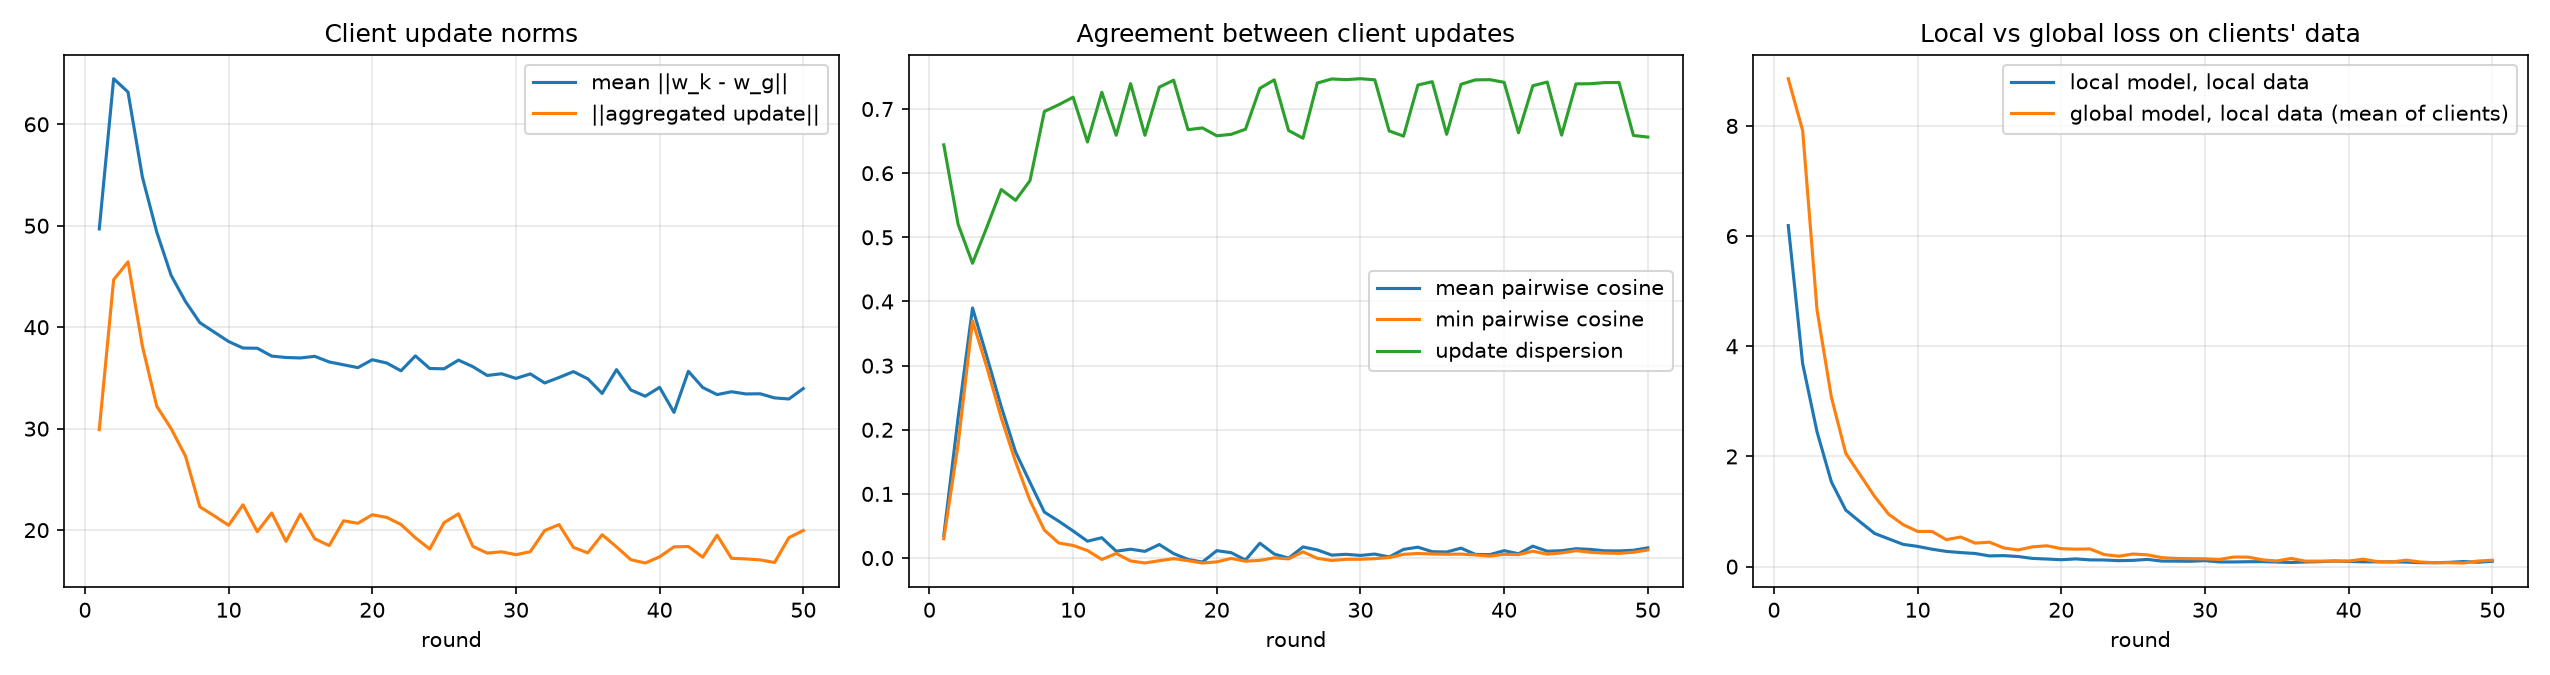 Client update norms
mean ||w_k - w_g||
||aggregated update||
60
50
40
30
20
0
10
20
30
40
50
round
Agreement between client updates
0.7
0.6
0.5
0.4
0.3
0.2
0.1
0.0
mean pairwise cosine
min pairwise cosine
update dispersion
0
10
20
30
40
50
round
Local vs global loss on clients' data
local model, local data
global model, local data (mean of clients)
8
6
4
2
0
0
10
20
30
40
50
round